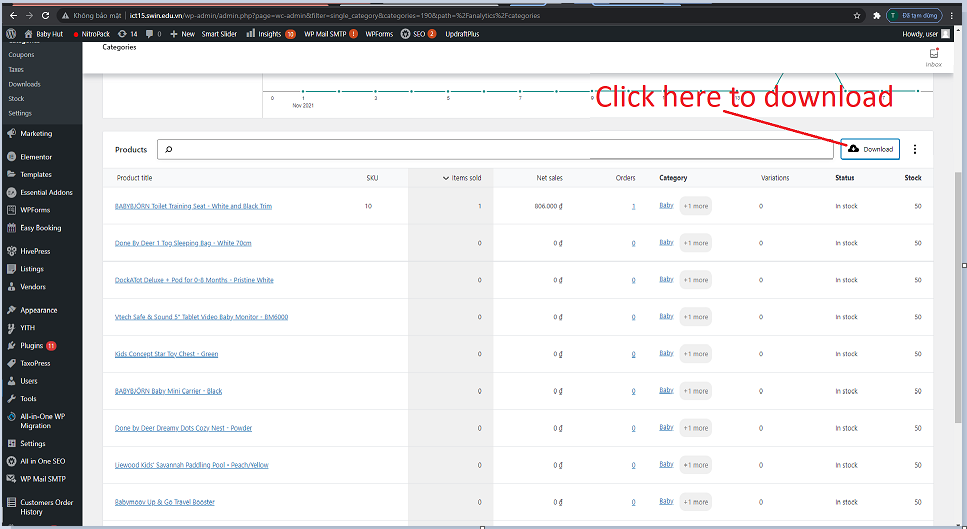 Không bảo mật | ict15.swin.edu.vn/wp-admin/admin.php?page=wc-admin&filter=single_category&categories=190&path=%2Fanalytics%2Fcategories
Đã tạm dừng
Baby Hut NitroPack 14 0 New Smart Slider Insights 10 WP Mail SMTP ! WPForms SEO 2 UpdraftPlus Howdy, user
Coupons
Taxes
Downloads
Stock
Settings
Marketing
Elementor
Templates
Essential Addons
WPForms
Easy Booking
HivePress
Listings
Vendors
Appearance
YITH
Plugins 11
TaxoPress
Users
Tools
All-in-One WP
Migration
Settings
All in One SEO
WP Mail SMTP
Customers Order
History
Categories
Inbox
0 1 3 5 7 9
Nov 2021
Click here to download
Products Download
Product title SKU Items sold Net sales Orders Category Variations Status Stock
BABYBJÖRN Toilet Training Seat - White and Black Trim 10 1 806.000 ₫ 1 Baby +1 more 0 In stock 50
Done By Deer 1 Tog Sleeping Bag - White 70cm 0 0 ₫ 0 Baby +1 more 0 In stock 50
DockATot Deluxe + Pod for 0-8 Months - Pristine White 0 0 ₫ 0 Baby +1 more 0 In stock 50
Vtech Safe & Sound 5" Tablet Video Baby Monitor - BM6000 0 0 ₫ 0 Baby +1 more 0 In stock 50
Kids Concept Star Toy Chest - Green 0 0 ₫ 0 Baby +1 more 0 In stock 50
BABYBJÖRN Baby Mini Carrier - Black 0 0 ₫ 0 Baby +1 more 0 In stock 50
Done by Deer Dreamy Dots Cozy Nest - Powder 0 0 ₫ 0 Baby +1 more 0 In stock 50
Liewood Kids' Savannah Paddling Pool - Peach/Yellow 0 0 ₫ 0 Baby +1 more 0 In stock 50
Babymoov Up & Go Travel Booster 0 0 ₫ 0 Baby +1 more 0 In stock 50